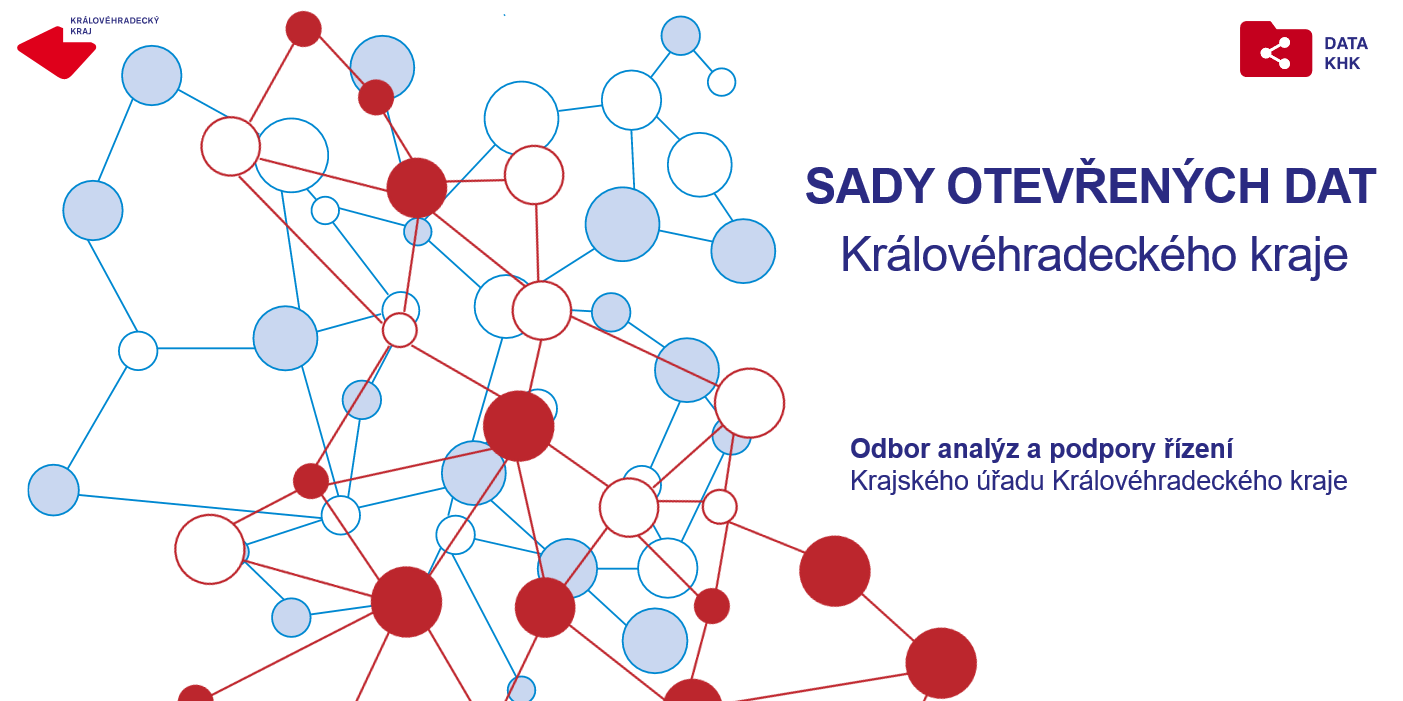 KRÁLOVÉHRADECKÝ
KRAJ
DATA
KHK
SADY OTEVŘENÝCH DAT
Královéhradeckého kraje
Odbor analýz a podpory řízení
Krajského úřadu Královéhradeckého kraje